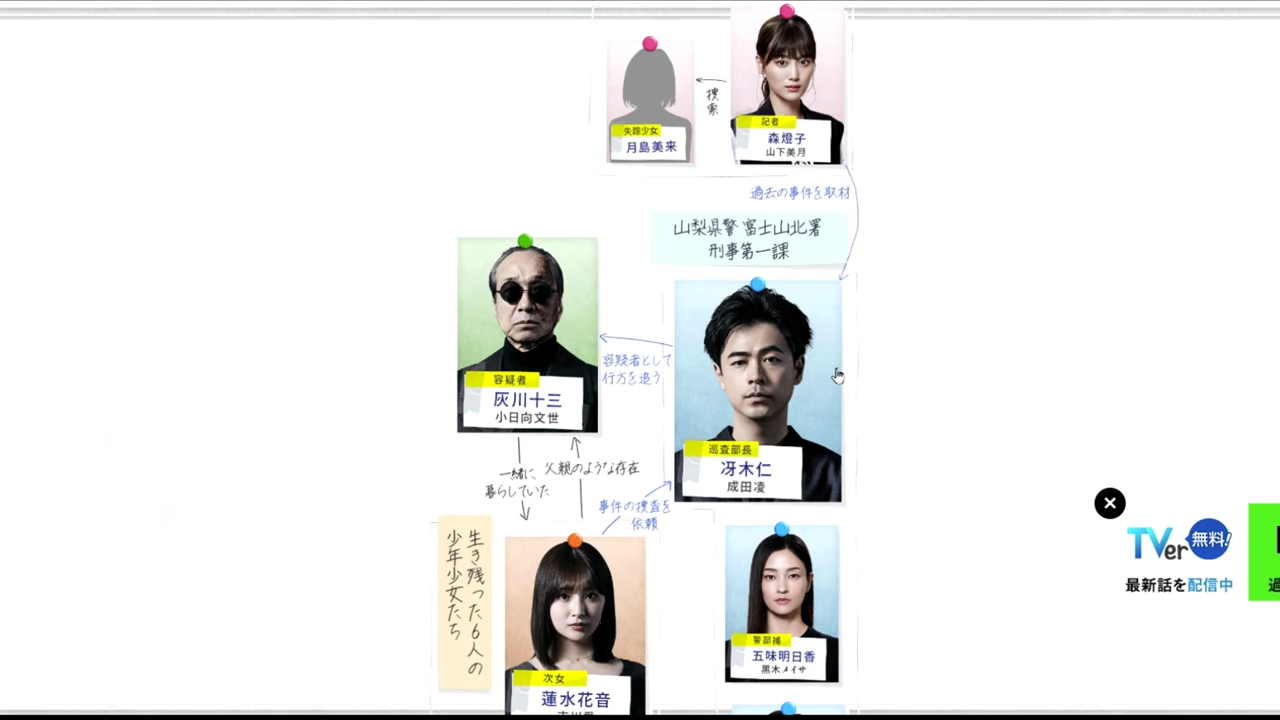 失踪少女
月島美来
捜索
記者
森燈子
山下美月
過去の事件を取材
山梨県警 富士山北署
刑事第一課
容疑者
灰川十三
小日向文世
容疑者として
行方を追う
巡査部長
冴木仁
成田凌
一緒に
暮らしていた
父親のような存在
事件の捜査を
依頼
生き残った6人の
少年少女たち
次女
蓮水花音
警部補
五味明日香
黒木メイサ
TVer
無料!
最新話を配信中